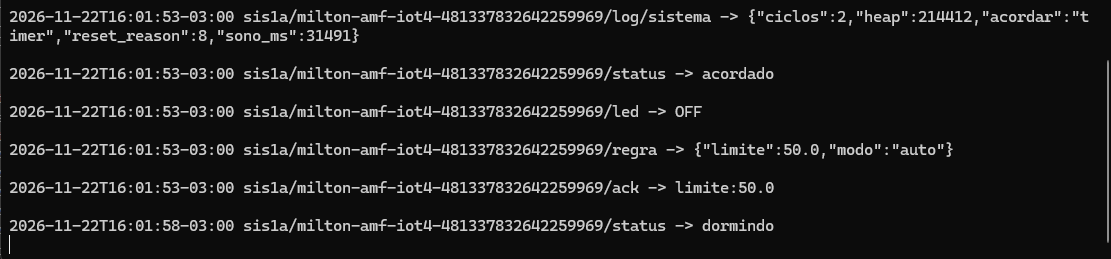 2026-11-22T16:01:53-03:00 sis1a/milton-amf-iot4-481337832642259969/log/sistema -> {"ciclos":2,"heap":214412,"acordar":"t
imer","reset_reason":8,"sono_ms":31491}
2026-11-22T16:01:53-03:00 sis1a/milton-amf-iot4-481337832642259969/status -> acordado
2026-11-22T16:01:53-03:00 sis1a/milton-amf-iot4-481337832642259969/led -> OFF
2026-11-22T16:01:53-03:00 sis1a/milton-amf-iot4-481337832642259969/regra -> {"limite":50.0,"modo":"auto"}
2026-11-22T16:01:53-03:00 sis1a/milton-amf-iot4-481337832642259969/ack -> limite:50.0
2026-11-22T16:01:58-03:00 sis1a/milton-amf-iot4-481337832642259969/status -> dormindo